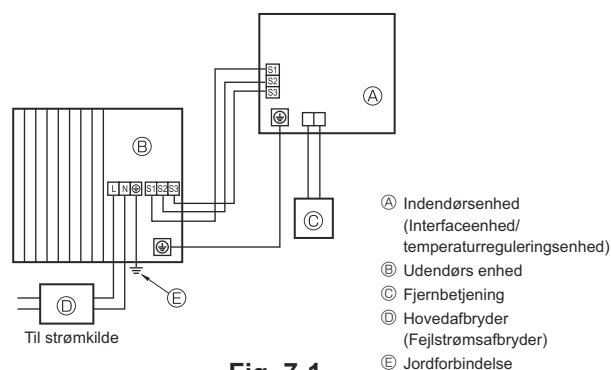 S1
S2
S3
Ⓐ
Ⓑ
L N S1 S2 S3
Ⓒ
Ⓓ
Ⓔ
Til strømkilde
Ⓐ Indendørsenhed
(Interfaceenhed/
temperaturreguleringsenhed)
Ⓑ Udendørs enhed
Ⓒ Fjernbetjening
Ⓓ Hovedafbryder
(Fejlstrømsafbryder)
Ⓔ Jordforbindelse
Fig. 7-1